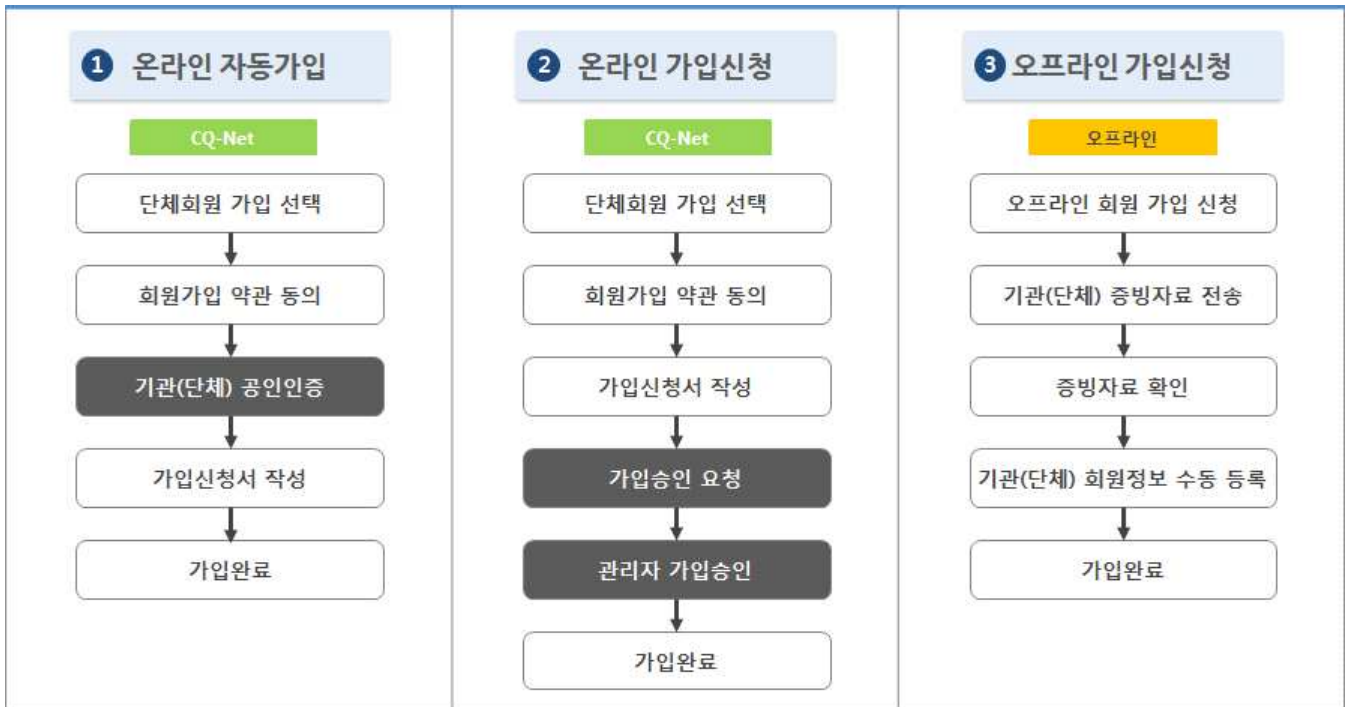 1 온라인 자동가입
CQ-Net
단체회원 가입 선택
회원가입 약관 동의
기관(단체) 공인인증
가입신청서 작성
가입완료
2 온라인 가입신청
CQ-Net
단체회원 가입 선택
회원가입 약관 동의
가입신청서 작성
가입승인 요청
관리자 가입승인
가입완료
3 오프라인 가입신청
오프라인
오프라인 회원 가입 신청
기관(단체) 증빙자료 전송
증빙자료 확인
기관(단체) 회원정보 수동 등록
가입완료